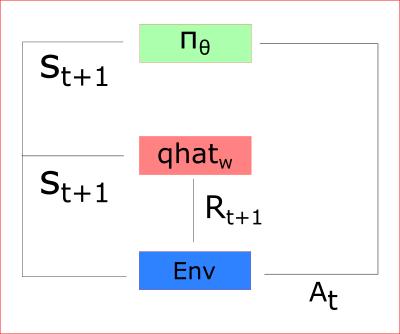 πθ
St+1
qhatw
St+1
Rt+1
Env
At